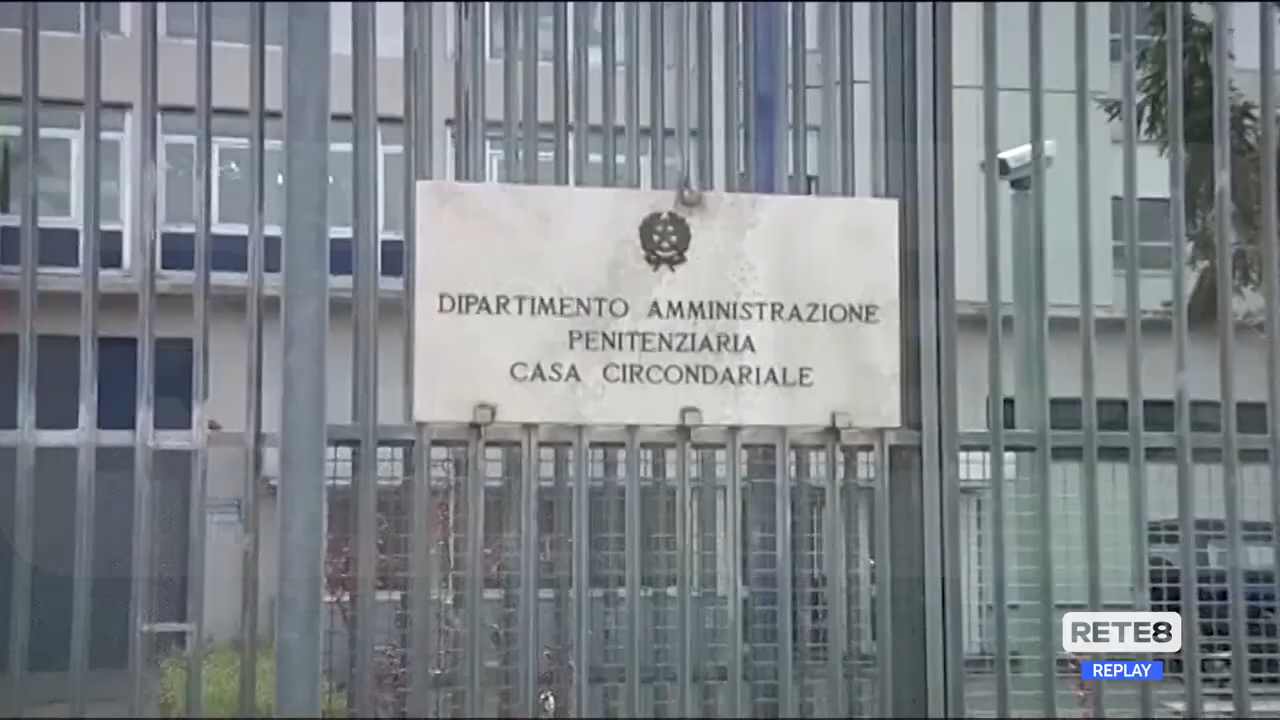 DIPARTIMENTO AMMINISTRAZIONE
PENITENZIARIA
CASA CIRCONDARIALE
RETE8
REPLAY